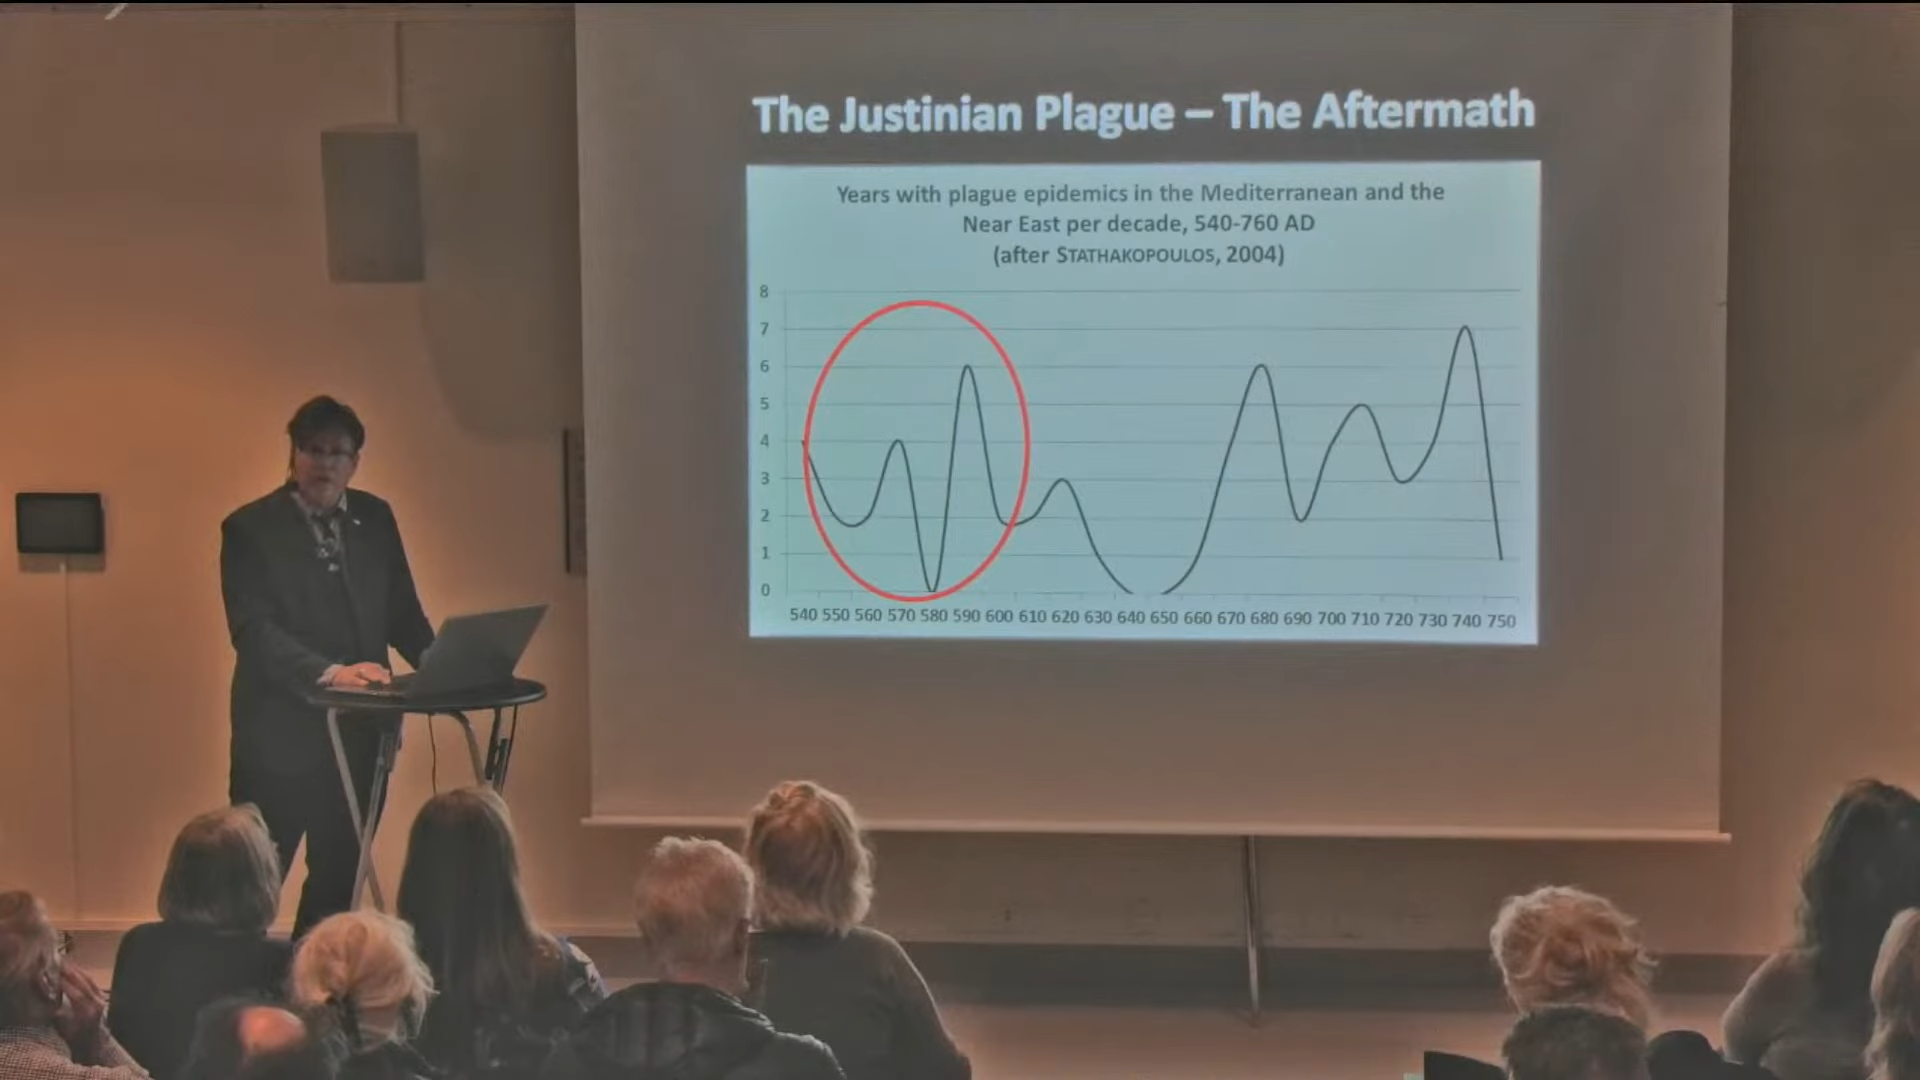 The Justinian Plague – The Aftermath
Years with plague epidemics in the Mediterranean and the
Near East per decade, 540-760 AD
(after STATHAKOPOULOS, 2004)
8
7
6
5
4
3
2
1
0
540 550 560 570 580 590 600 610 620 630 640 650 660 670 680 690 700 710 720 730 740 750